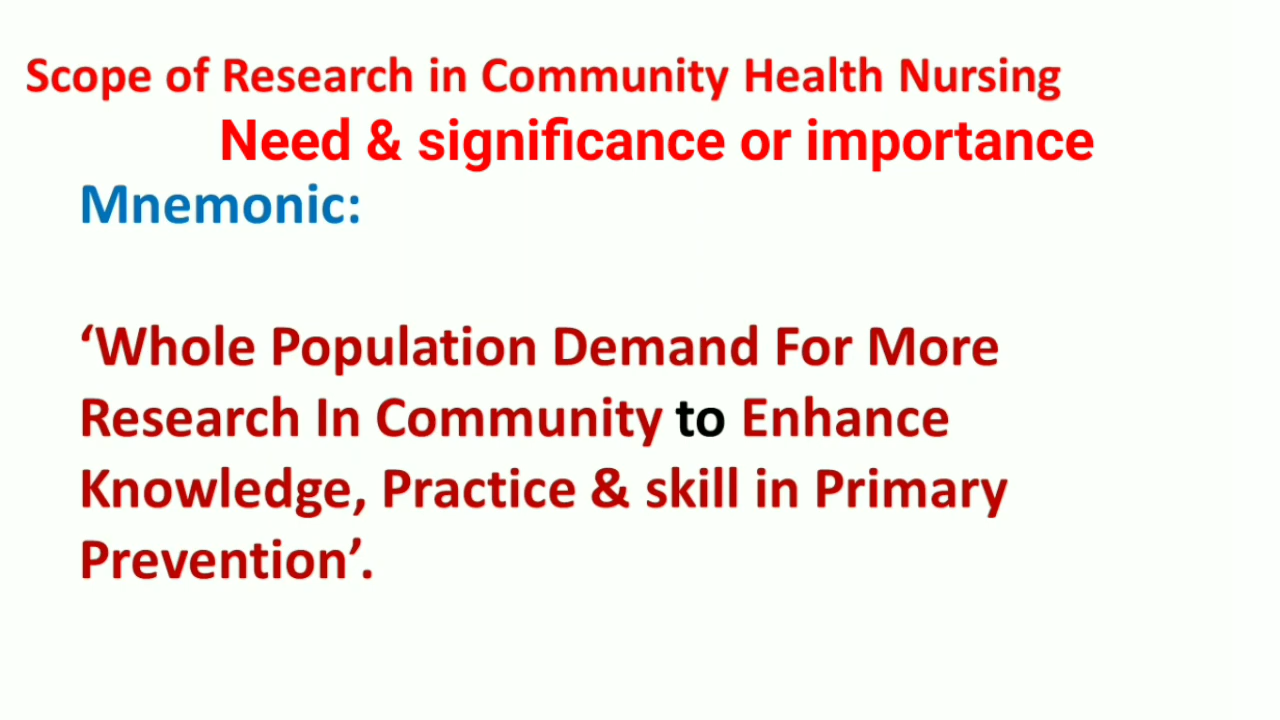 Scope of Research in Community Health Nursing
Need & significance or importance
Mnemonic:
‘Whole Population Demand For More
Research In Community to Enhance
Knowledge, Practice & skill in Primary
Prevention’.